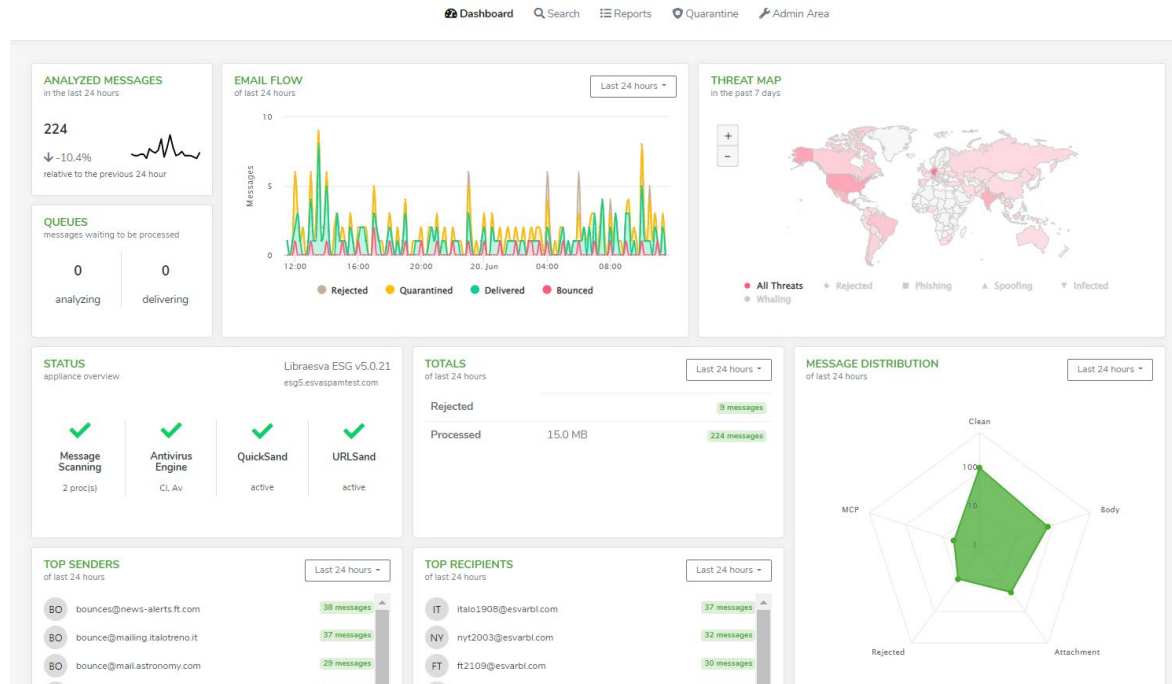 Dashboard Search Reports Quarantine Admin Area
ANALYZED MESSAGES
in the last 24 hours
224
-10.4%
relative to the previous 24 hour
QUEUES
messages waiting to be processed
0 0
analyzing delivering
EMAIL FLOW
of last 24 hours
Last 24 hours
10
5
0
Messages
12:00 16:00 20:00 20. Jun 04:00 08:00
Rejected Quarantined Delivered Bounced
THREAT MAP
in the past 7 days
+
-
All Threats Rejected Phishing Spoofing Infected
Whaling
STATUS
appliance overview
Libraesva ESG v5.0.21
esg5.esvaspamtest.com
Message Scanning
2 proc(s)
Antivirus Engine
Cl, Av
QuickSand
active
URLSand
active
TOTALS
of last 24 hours
Last 24 hours
Rejected 9 messages
Processed 15.0 MB 224 messages
MESSAGE DISTRIBUTION
of last 24 hours
Last 24 hours
Clean
100
10
1
MCP
Body
Rejected
Attachment
TOP SENDERS
of last 24 hours
Last 24 hours
BO bounces@news-alerts.ft.com 38 messages
BO bounce@mailing.italotreno.it 37 messages
BO bounce@mail.astronomy.com 29 messages
TOP RECIPIENTS
of last 24 hours
Last 24 hours
IT italo1908@esvarbl.com 37 messages
NY nyt2003@esvarbl.com 32 messages
FT ft2109@esvarbl.com 30 messages